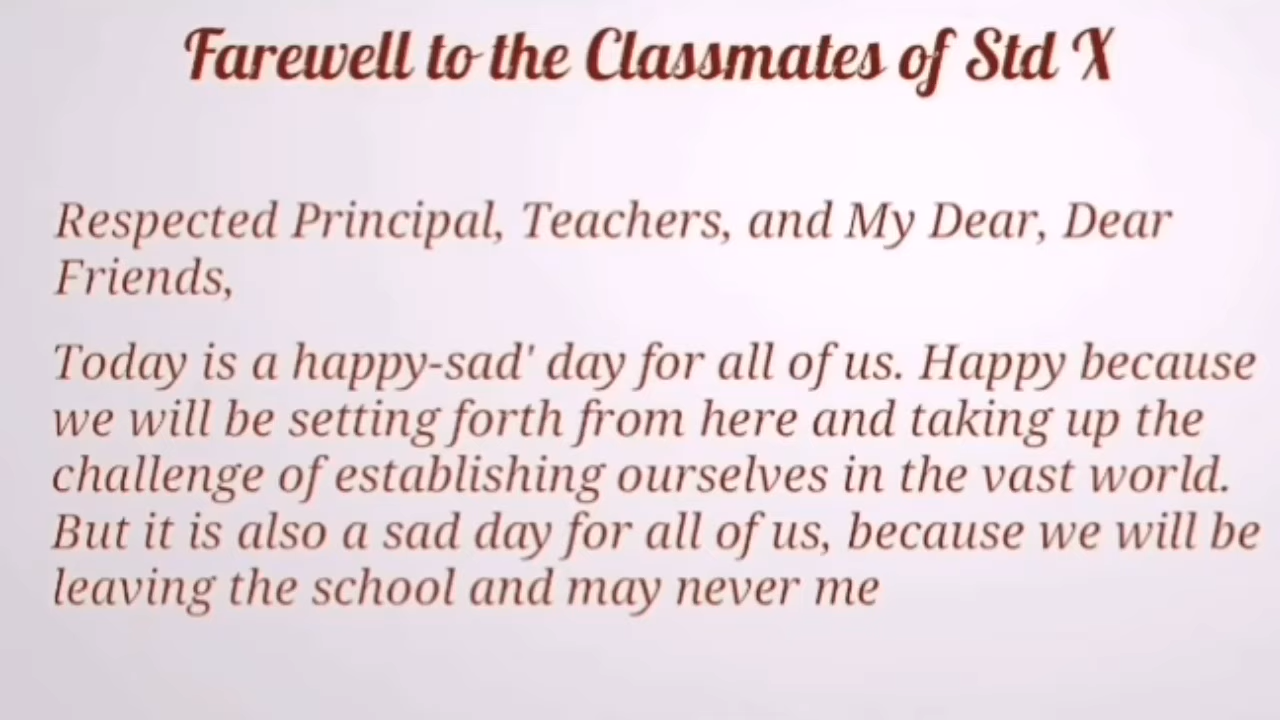 Farewell to the Classmates of Std X
Respected Principal, Teachers, and My Dear, Dear
Friends,
Today is a happy-sad' day for all of us. Happy because
we will be setting forth from here and taking up the
challenge of establishing ourselves in the vast world.
But it is also a sad day for all of us, because we will be
leaving the school and may never me